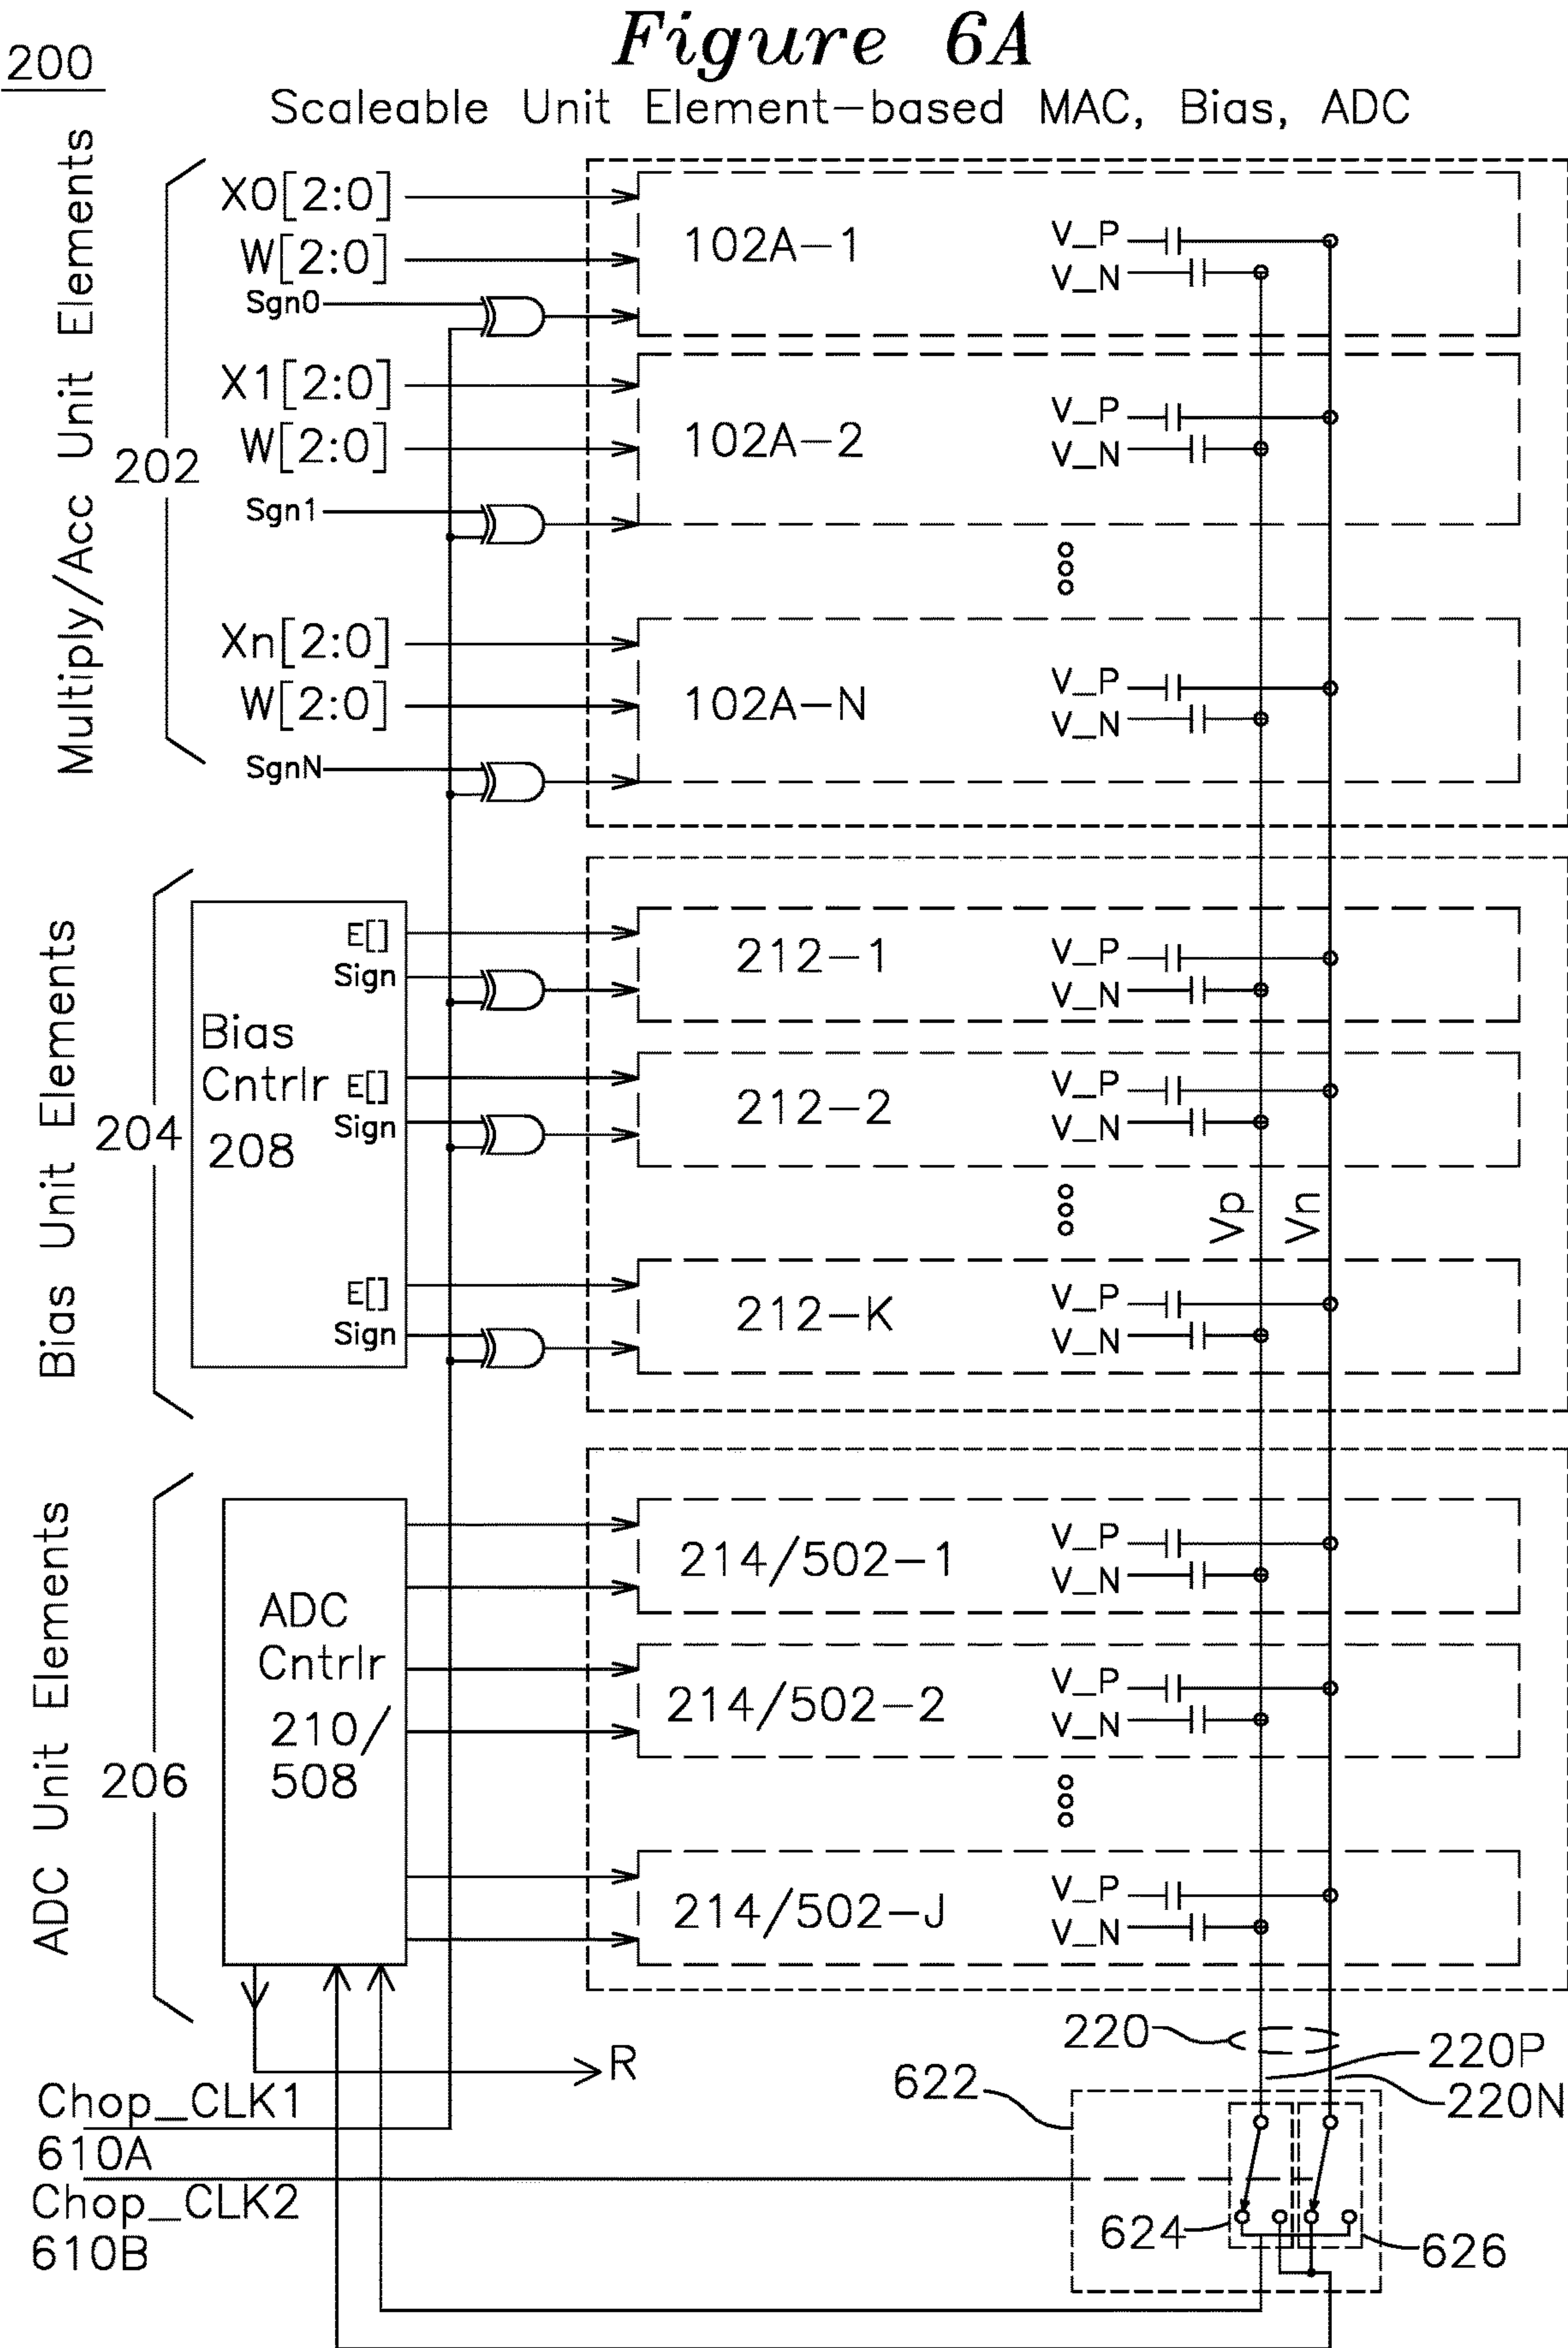 Figure 6A
200
Scaleable Unit Element-based MAC, Bias, ADC
Multiply/Acc Unit Elements
202
X0[2:0]
W[2:0]
Sgn0
102A-1
V_P
V_N
X1[2:0]
W[2:0]
Sgn1
102A-2
V_P
V_N
Xn[2:0]
W[2:0]
SgnN
102A-N
V_P
V_N
Bias Unit Elements
204
Bias
Cntrlr
208
E[]
Sign
E[]
Sign
E[]
Sign
212-1
V_P
V_N
212-2
V_P
V_N
Vp
Vn
212-K
V_P
V_N
ADC Unit Elements
206
ADC
Cntrlr
210/
508
214/502-1
V_P
V_N
214/502-2
V_P
V_N
214/502-J
V_P
V_N
R
220
220P
220N
622
Chop_CLK1
610A
Chop_CLK2
610B
624
626